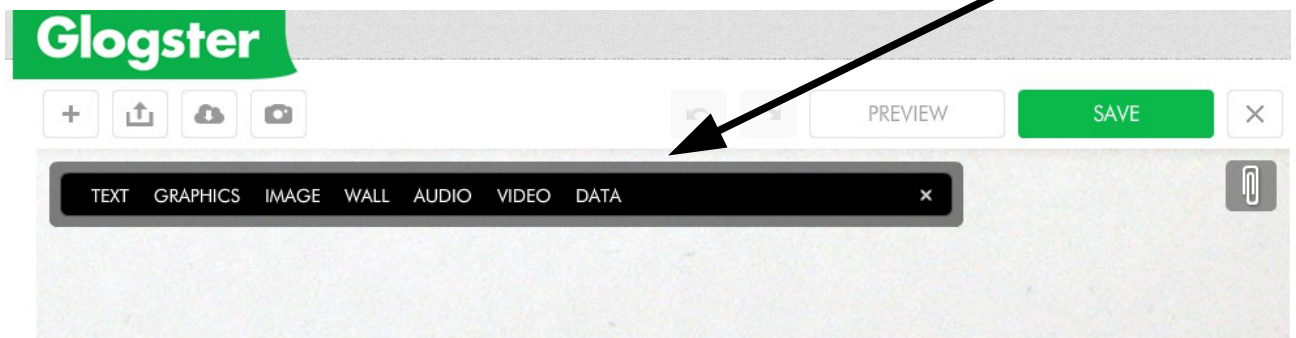 Glogster
PREVIEW SAVE
TEXT GRAPHICS IMAGE WALL AUDIO VIDEO DATA